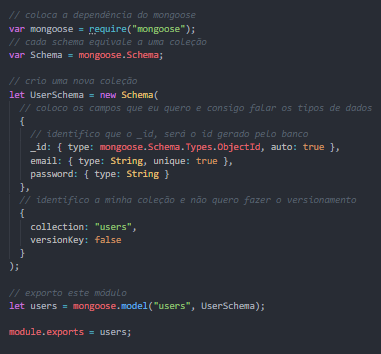 // coloca a dependência do mongoose
var mongoose = require("mongoose");
// cada schema equivale a uma coleção
var Schema = mongoose.Schema;
// crio uma nova coleção
let UserSchema = new Schema(
// coloco os campos que eu quero e consigo falar os tipos de dados
{
// identifica que o _id, será o id gerado pelo banco
_id: { type: mongoose.Schema.Types.ObjectId, auto: true },
email: { type: String, unique: true },
password: { type: String }
},
// identifico a minha coleção e não quero fazer o versionamento
{
collection: "users",
versionKey: false
}
);
// exporto este módulo
let users = mongoose.model("users", UserSchema);
module.exports = users;